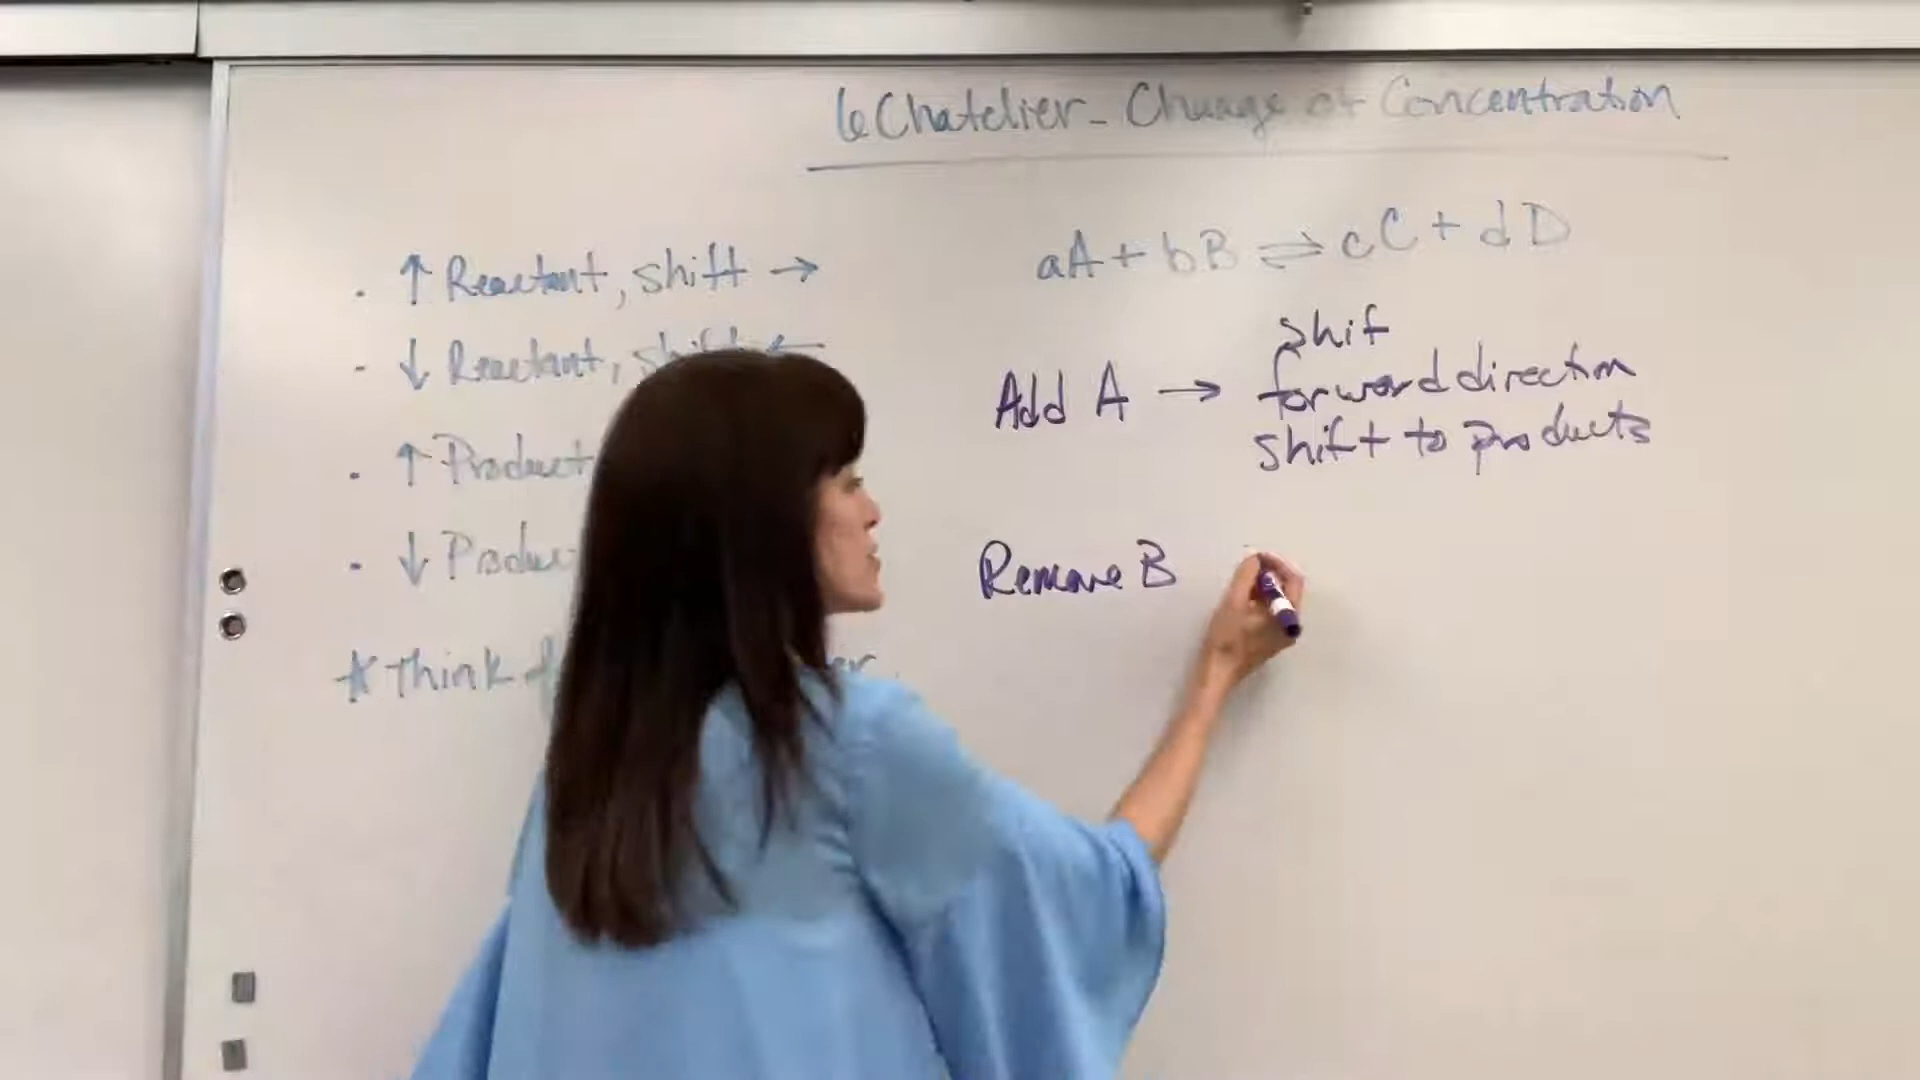 LeChatelier - Change of Concentration
. ↑ Reactant, shift →
- ↓ Reactant, shift ←
. ↑ Product
. ↓ Produc
* think
aA + bB ⇌ cC + dD
Add A → shif
forward direction
shift to products
Remove B